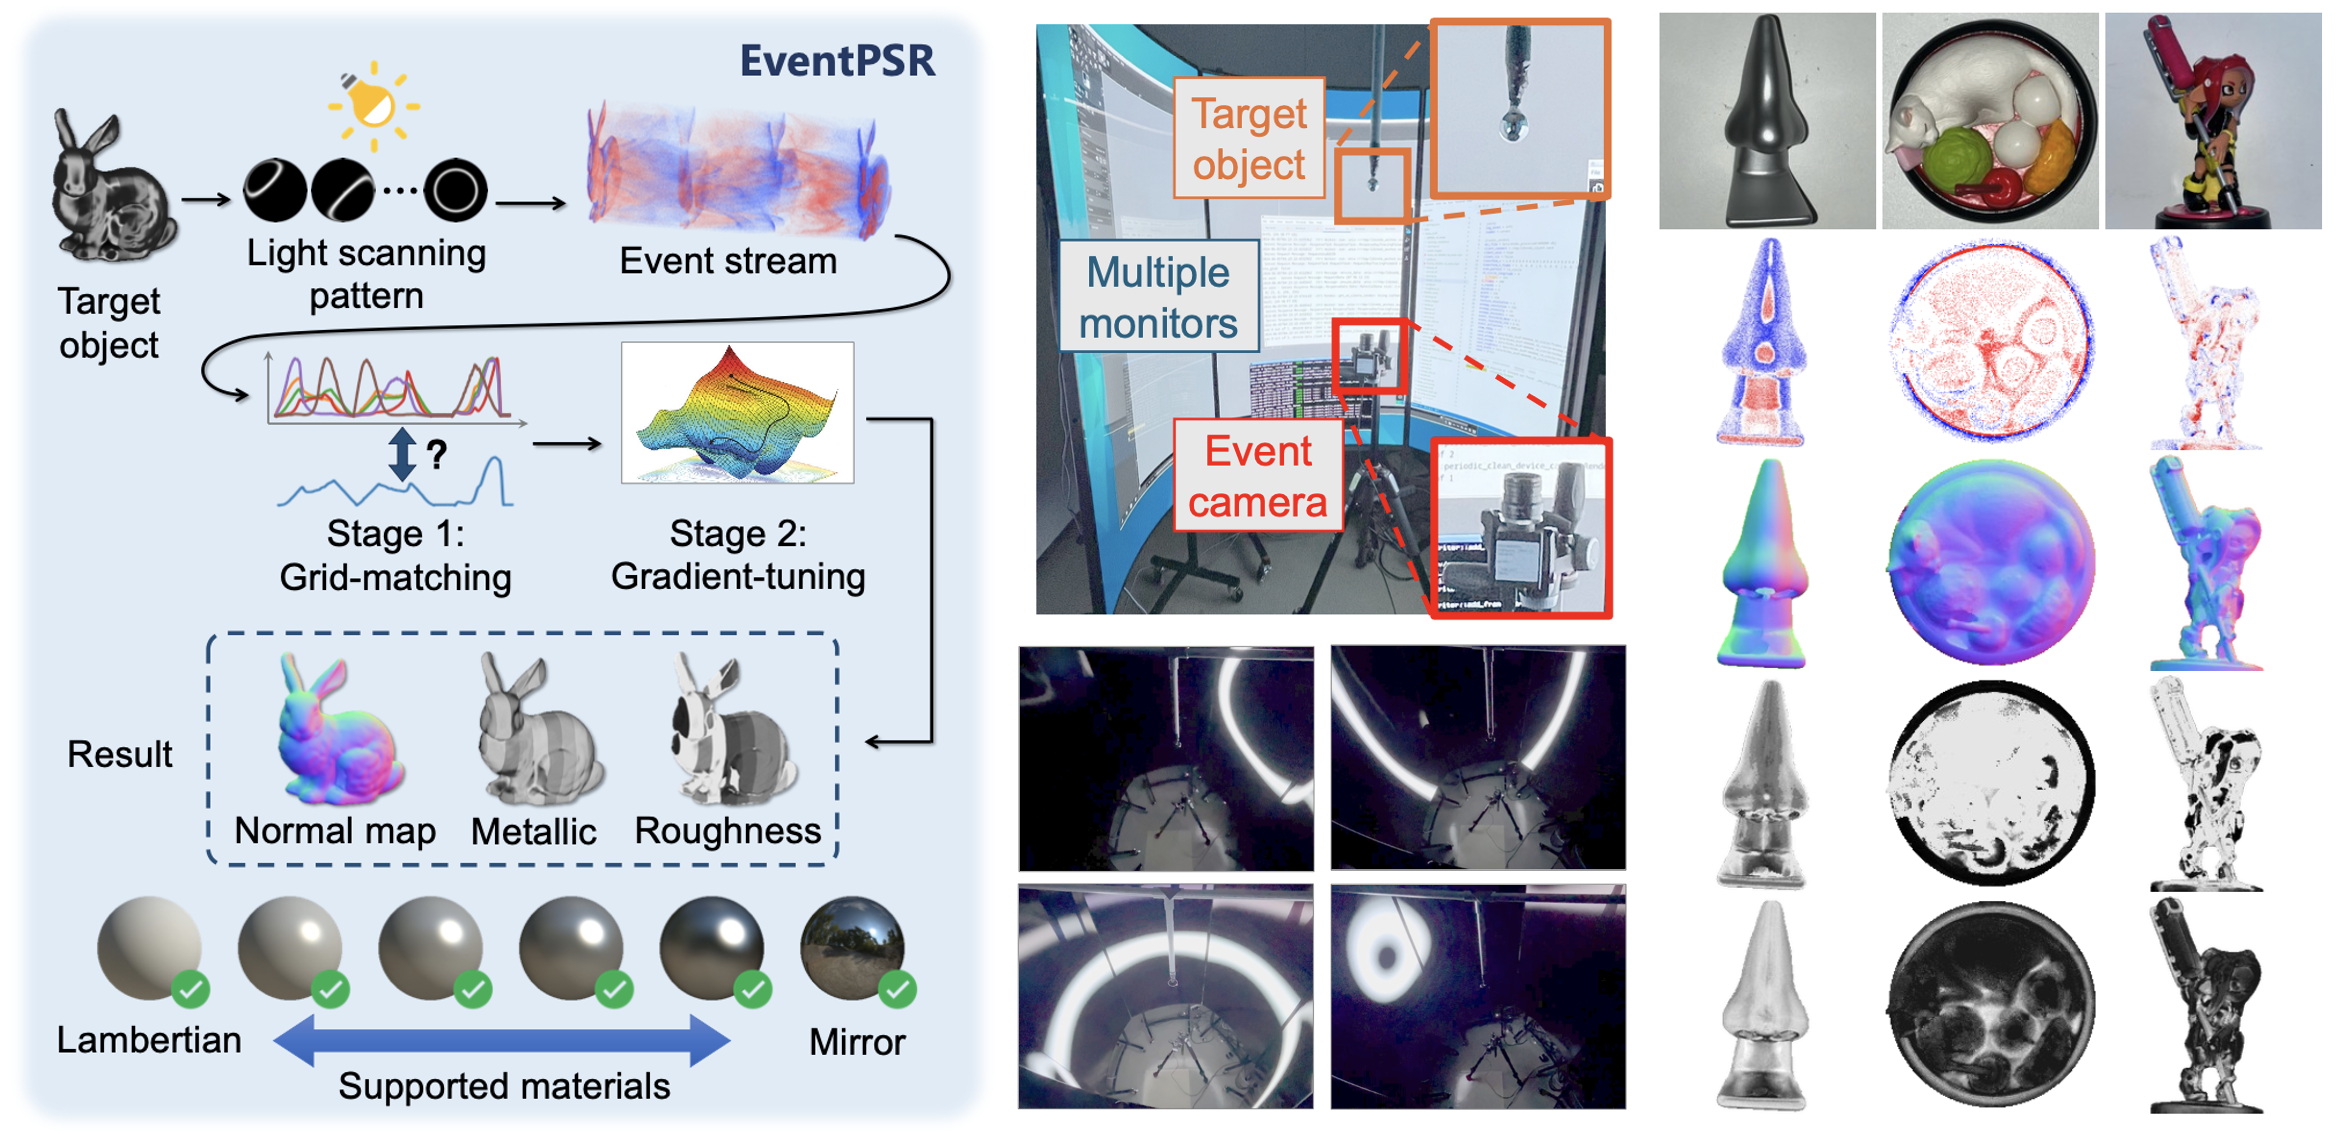 EventPSR
Target
object
Light scanning
pattern
Event stream
?
Stage 1:
Grid-matching
Stage 2:
Gradient-tuning
Result
Normal map
Metallic
Roughness
Lambertian
Mirror
Supported materials
Target
object
Multiple
monitors
Event
camera